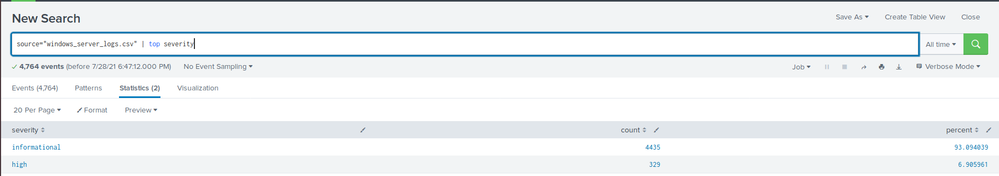 New Search
Save As Create Table View Close
source="windows_server_logs.csv" | top severity
All time
4,764 events (before 7/28/21 6:47:12.000 PM) No Event Sampling
Job Verbose Mode
Events (4,764) Patterns Statistics (2) Visualization
20 Per Page Format Preview
severity count percent
informational 4435 93.094039
high 329 6.905961